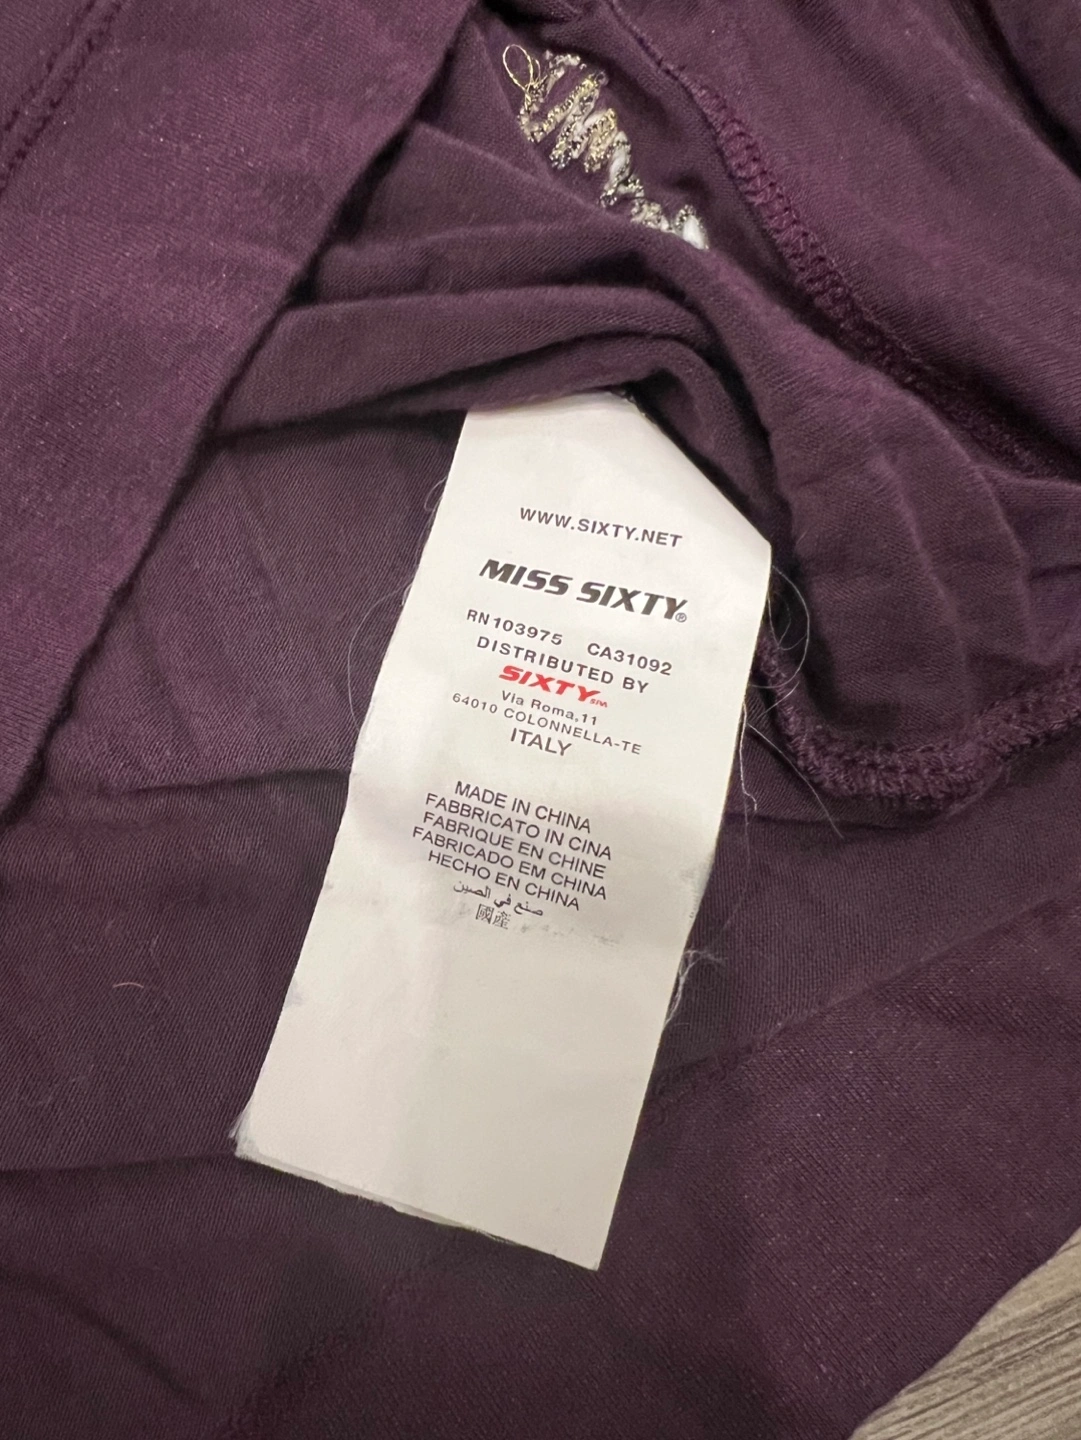 WWW.SIXTY.NET
MISS SIXTY®
RN103975 CA31092
DISTRIBUTED BY
SIXTY SM
Via Roma,11
64010 COLONNELLA-TE
ITALY
MADE IN CHINA
FABBRICATO IN CINA
FABRIQUE EN CHINE
FABRICADO EM CHINA
HECHO EN CHINA
صنع في الصين
國產